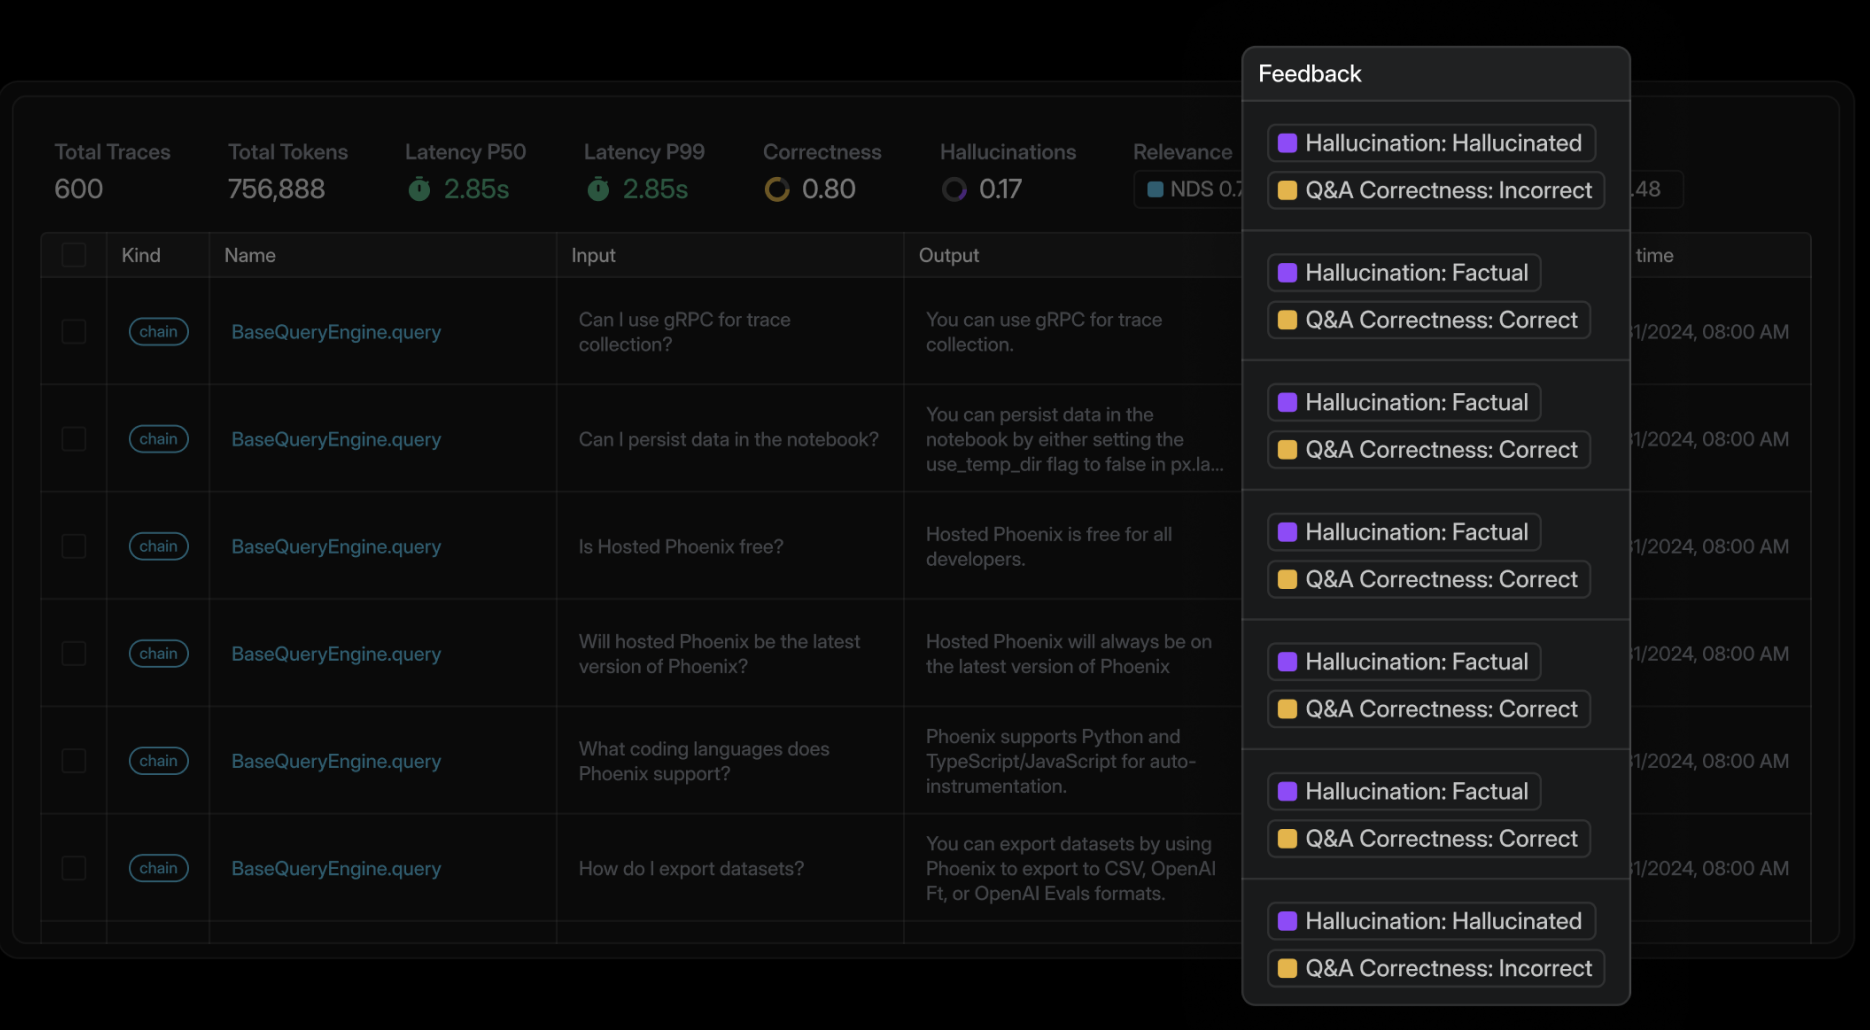 Feedback
Total Traces
600
Total Tokens
756,888
Latency P50
2.85s
Latency P99
2.85s
Correctness
0.80
Hallucinations
0.17
Relevance
NDS 0.7
.48
Kind
Name
Input
Output
time
chain
BaseQueryEngine.query
Can I use gRPC for trace
collection?
You can use gRPC for trace
collection.
1/2024, 08:00 AM
chain
BaseQueryEngine.query
Can I persist data in the notebook?
You can persist data in the
notebook by either setting the
use_temp_dir flag to false in px.la...
1/2024, 08:00 AM
chain
BaseQueryEngine.query
Is Hosted Phoenix free?
Hosted Phoenix is free for all
developers.
1/2024, 08:00 AM
chain
BaseQueryEngine.query
Will hosted Phoenix be the latest
version of Phoenix?
Hosted Phoenix will always be on
the latest version of Phoenix
1/2024, 08:00 AM
chain
BaseQueryEngine.query
What coding languages does
Phoenix support?
Phoenix supports Python and
TypeScript/JavaScript for auto-
instrumentation.
31/2024, 08:00 AM
chain
BaseQueryEngine.query
How do I export datasets?
You can export datasets by using
Phoenix to export to CSV, OpenAI
Ft, or OpenAI Evals formats.
31/2024, 08:00 AM
Hallucination: Hallucinated
Q&A Correctness: Incorrect
Hallucination: Factual
Q&A Correctness: Correct
Hallucination: Factual
Q&A Correctness: Correct
Hallucination: Factual
Q&A Correctness: Correct
Hallucination: Factual
Q&A Correctness: Correct
Hallucination: Factual
Q&A Correctness: Correct
Hallucination: Hallucinated
Q&A Correctness: Incorrect